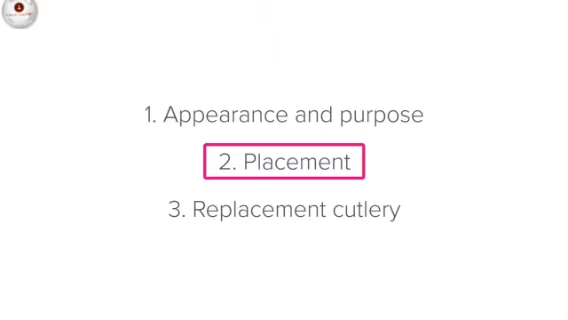 1. Appearance and purpose
2. Placement
3. Replacement cutlery